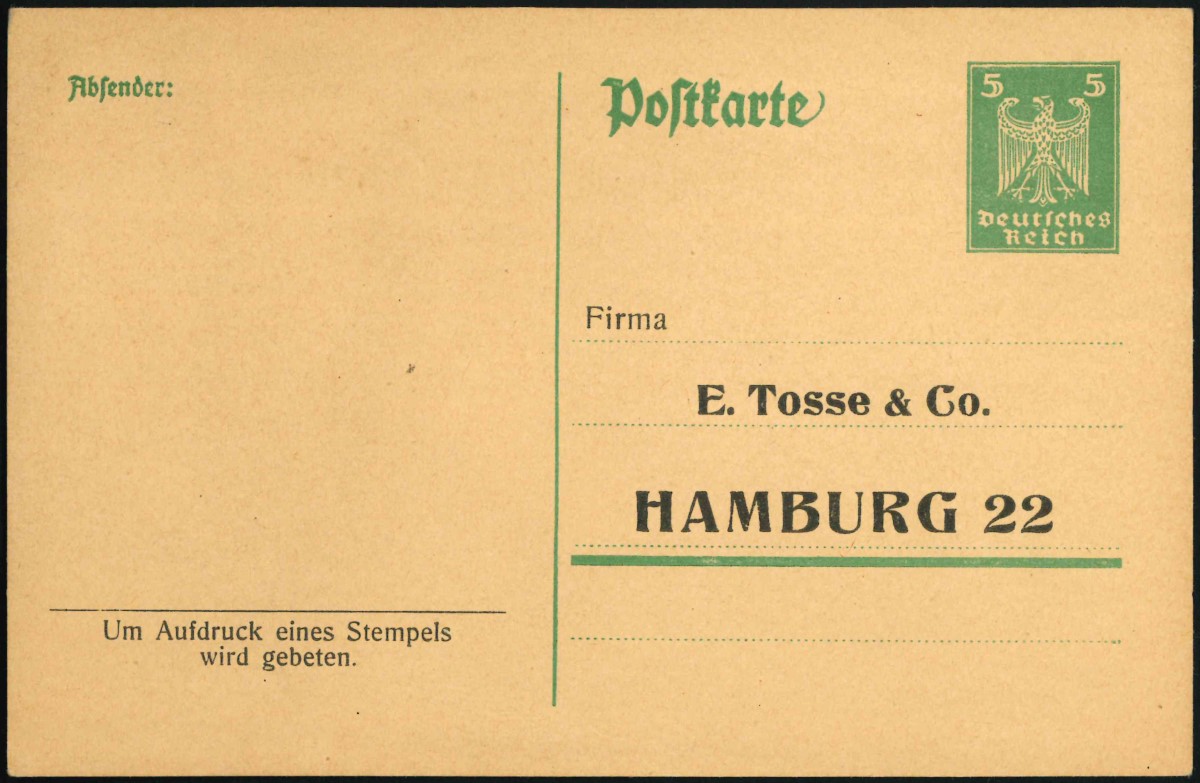 Abſender:
Poſtkarte
5 5
Deutſches
Reich
Firma
E. Tosse & Co.
HAMBURG 22
Um Aufdruck eines Stempels
wird gebeten.